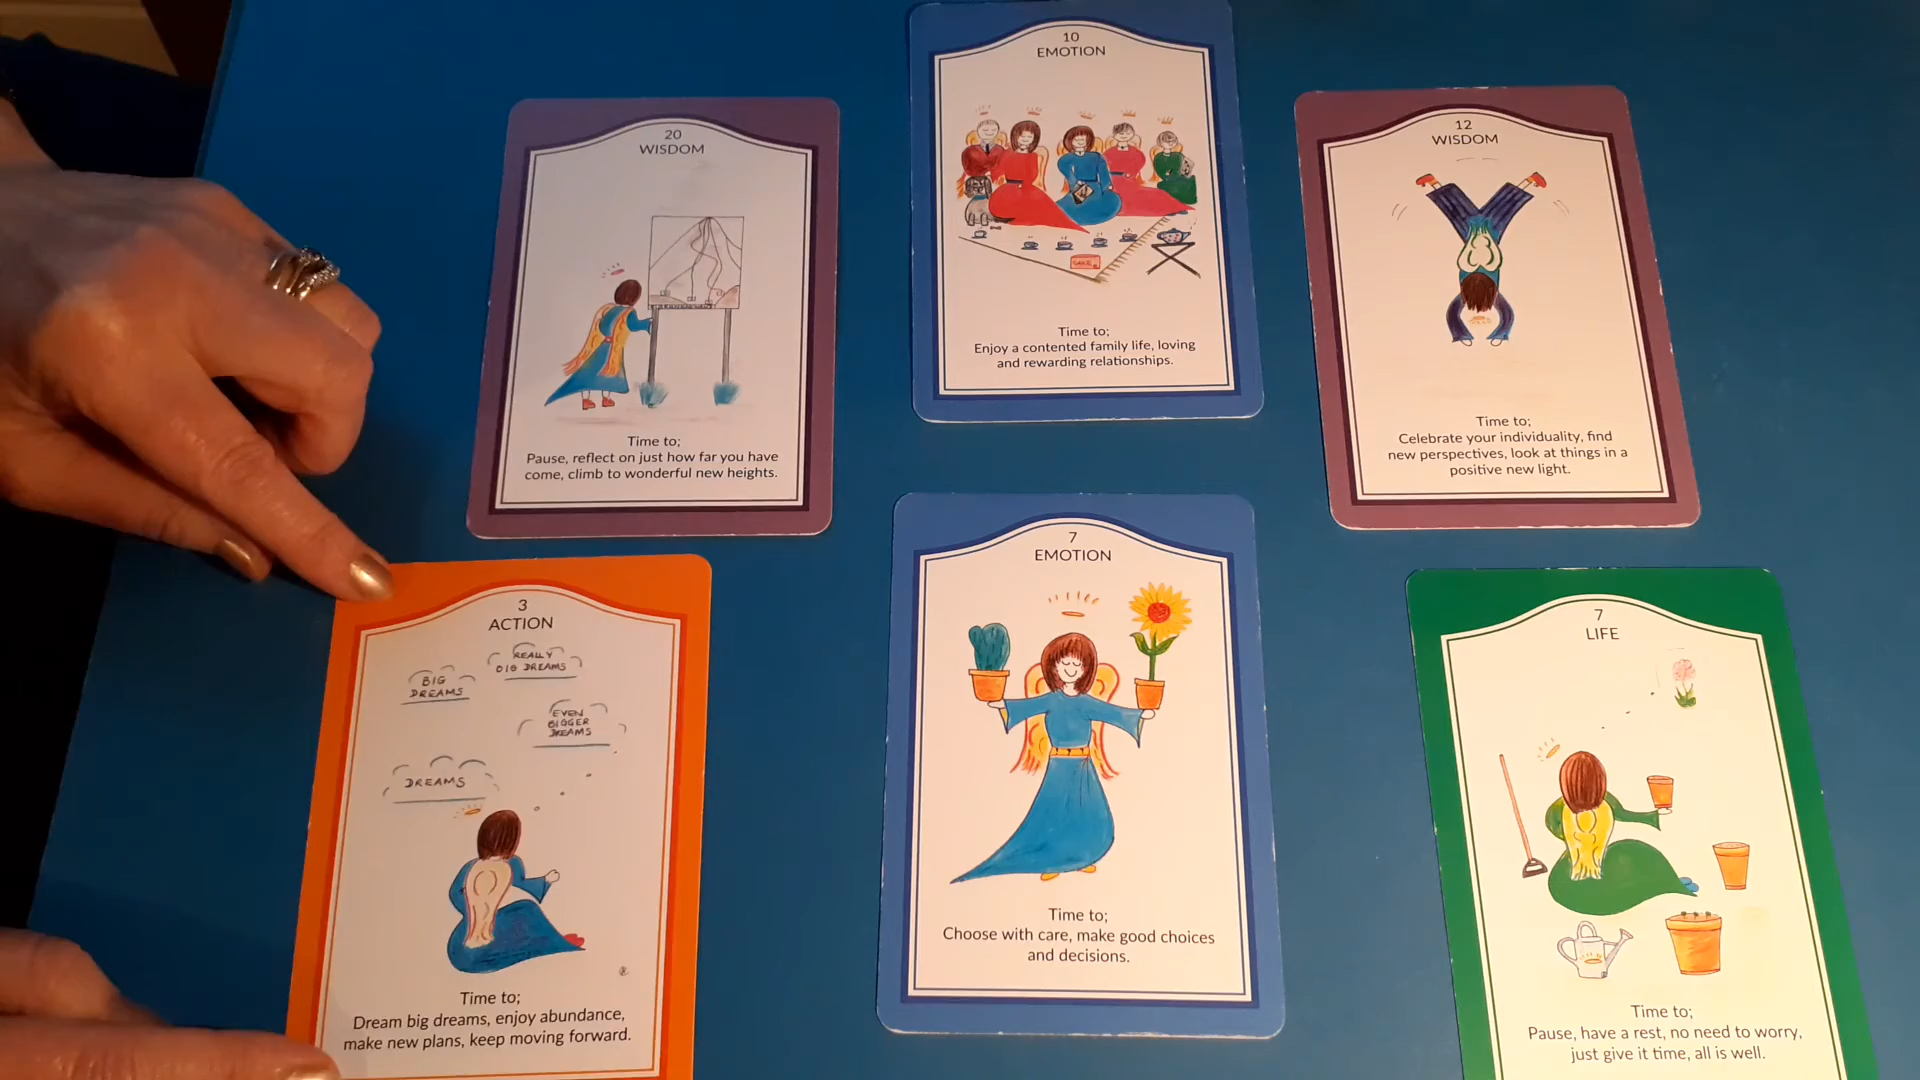 20
WISDOM
Time to;
Pause, reflect on just how far you have
come, climb to wonderful new heights.
10
EMOTION
CAKE
Time to;
Enjoy a contented family life, loving
and rewarding relationships.
12
WISDOM
Time to;
Celebrate your individuality, find
new perspectives, look at things in a
positive new light.
3
ACTION
REALLY
BIG DREAMS
BIG
DREAMS
EVEN
BIGGER
DREAMS
DREAMS
Time to;
Dream big dreams, enjoy abundance,
make new plans, keep moving forward.
7
EMOTION
Time to;
Choose with care, make good choices
and decisions.
7
LIFE
Time to;
Pause, have a rest, no need to worry,
just give it time, all is well.